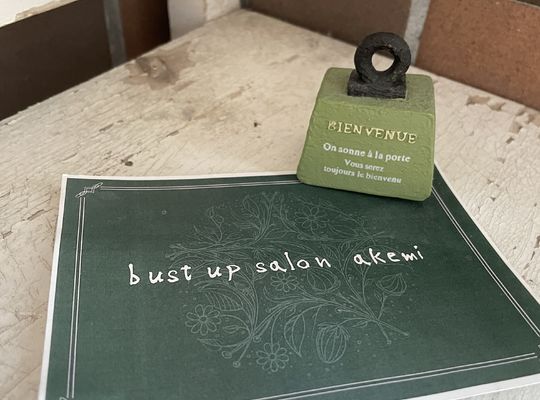 BIENVENUE
On sonne à la porte
Vous serez
toujours le bienvenu
bust up salon akemi